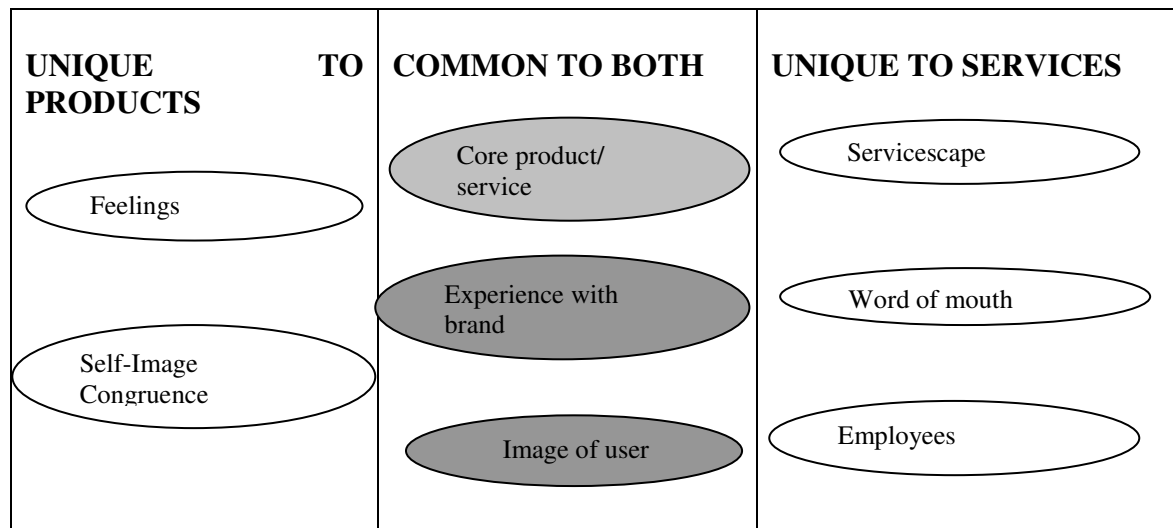 UNIQUE TO
PRODUCTS
Feelings
Self-Image
Congruence
COMMON TO BOTH
Core product/
service
Experience with
brand
Image of user
UNIQUE TO SERVICES
Servicescape
Word of mouth
Employees